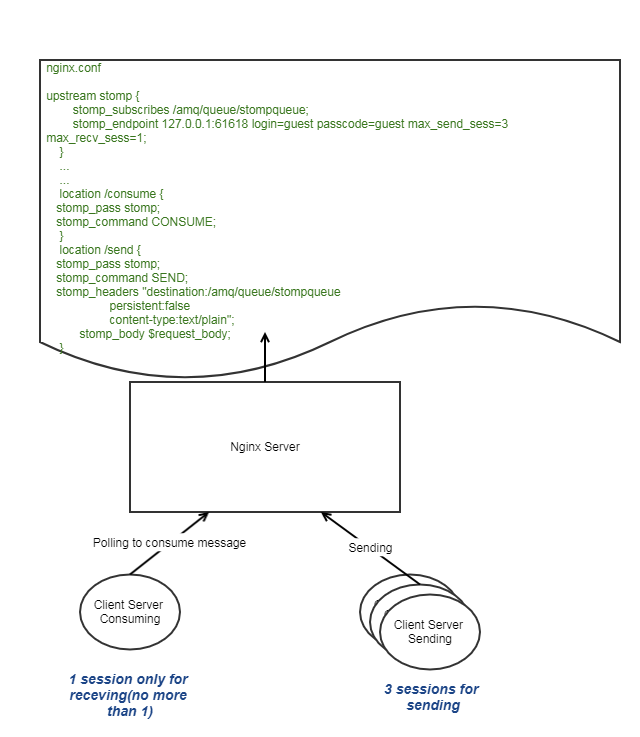 nginx.conf
upstream stomp {
stomp_subscribes /amq/queue/stompqueue;
stomp_endpoint 127.0.0.1:61618 login=guest passcode=guest max_send_sess=3
max_recv_sess=1;
}
...
...
location /consume {
stomp_pass stomp;
stomp_command CONSUME;
}
location /send {
stomp_pass stomp;
stomp_command SEND;
stomp_headers "destination:/amq/queue/stompqueue
persistent:false
content-type:text/plain";
stomp_body $request_body;
}
Nginx Server
Polling to consume message
Sending
Client Server
Consuming
Client Server
Sending
1 session only for
receving(no more
than 1)
3 sessions for
sending